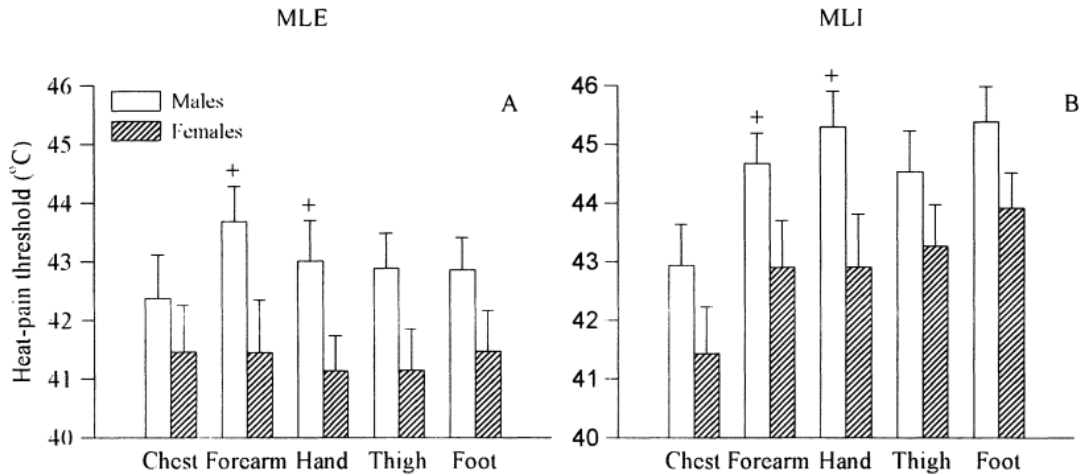 MLE
46
45
44
43
42
41
40
Heat-pain threshold (°C)
Males
Females
A
+
+
Chest Forearm Hand Thigh Foot
MLI
46
45
44
43
42
41
40
B
+
+
Chest Forearm Hand Thigh Foot